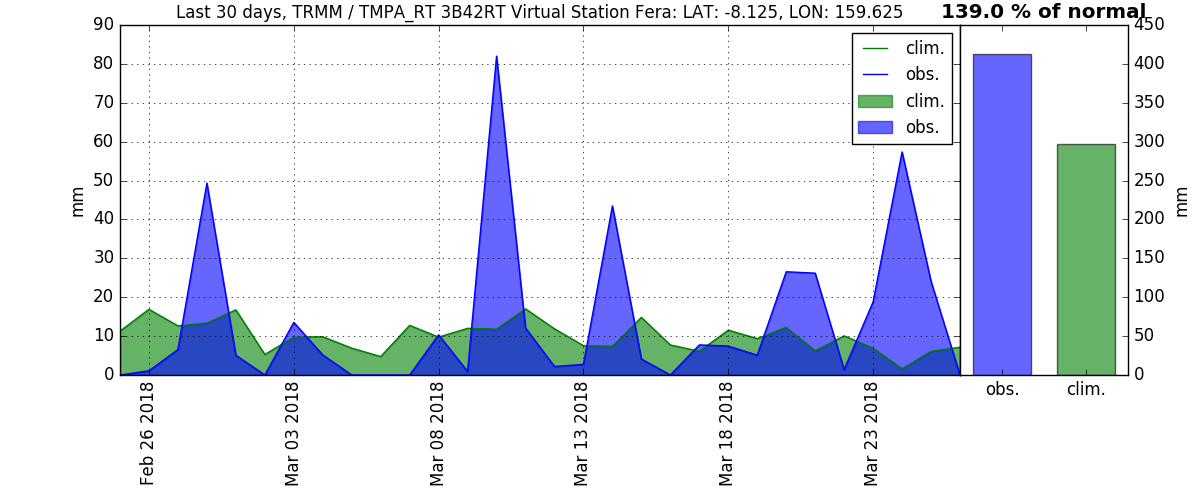 Last 30 days, TRMM / TMPA_RT 3B42RT Virtual Station Fera: LAT: -8.125, LON: 159.625
139.0 % of normal
90
80
70
60
50
40
30
20
10
0
mm
clim.
obs.
clim.
obs.
Feb 26 2018
Mar 03 2018
Mar 08 2018
Mar 13 2018
Mar 18 2018
Mar 23 2018
450
400
350
300
250
200
150
100
50
0
mm
obs.
clim.